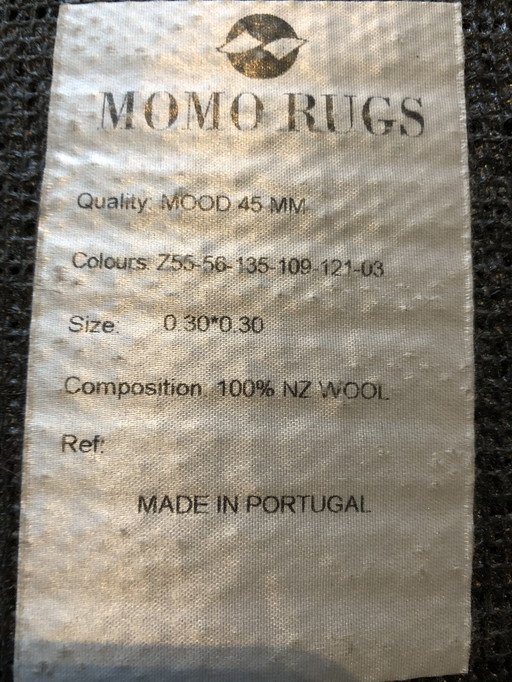 MOMO RUGS
Quality: MOOD 45 MM
Colours: Z55-56-135-109-121-03
Size: 0.30*0.30
Composition: 100% NZ WOOL
Ref:
MADE IN PORTUGAL